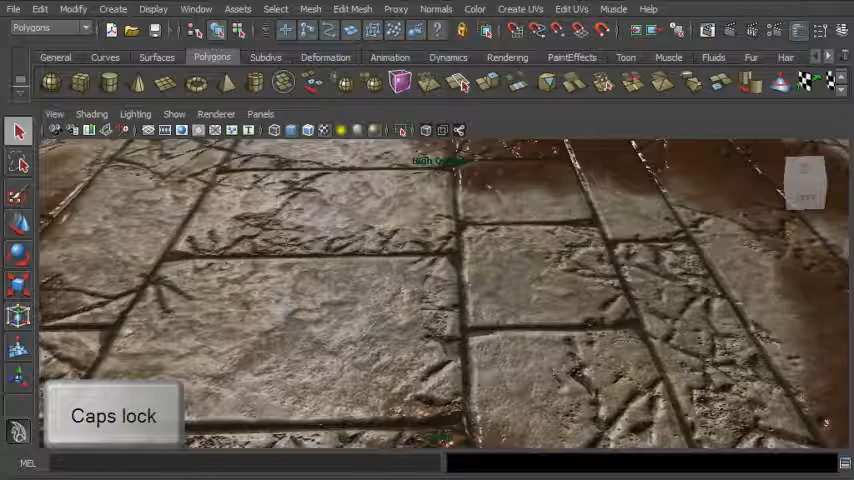 File Edit Modify Create Display Window Assets Select Mesh Edit Mesh Proxy Normals Color Create UVs Edit UVs Muscle Help
Polygons
General Curves Surfaces Polygons Subdivs Deformation Animation Dynamics Rendering PaintEffects Toon Muscle Fluids Fur Hair
View Shading Lighting Show Renderer Panels
Caps lock
MEL